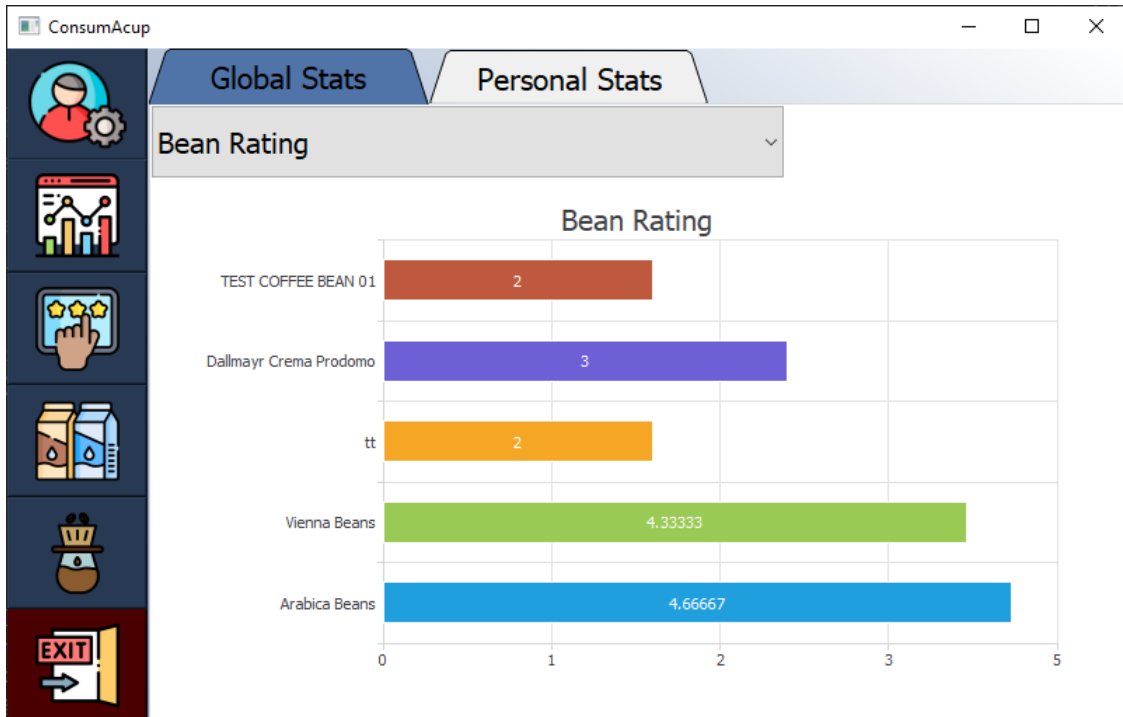 ConsumAcup
Global Stats
Personal Stats
Bean Rating
Bean Rating
TEST COFFEE BEAN 01
2
Dallmayr Crema Prodomo
3
tt
2
Vienna Beans
4.33333
Arabica Beans
4.66667
0 1 2 3 5
EXIT